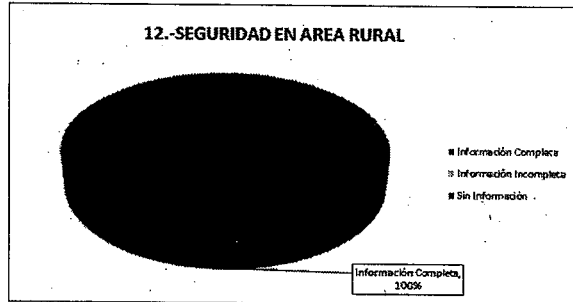 12.-SEGURIDAD EN AREA RURAL
Información Completa
Información Incompleta
Sin Información
Información Completa,
100%